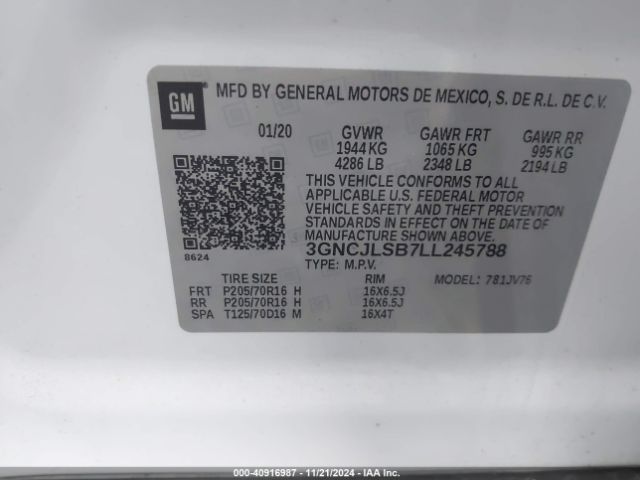 GM
MFD BY GENERAL MOTORS DE MEXICO, S. DE R.L. DE C.V.
01/20 GVWR GAWR FRT GAWR RR
1944 KG 1065 KG 995 KG
4286 LB 2348 LB 2194 LB
THIS VEHICLE CONFORMS TO ALL
APPLICABLE U.S. FEDERAL MOTOR
VEHICLE SAFETY AND THEFT PREVENTION
STANDARDS IN EFFECT ON THE DATE OF
MANUFACTURE SHOWN ABOVE.
3GNCJLSB7LL245788
8624
TYPE: M.P.V. MODEL: 781JV76
TIRE SIZE RIM
FRT P205/70R16 H 16X6.5J
RR P205/70R16 H 16X6.5J
SPA T125/70D16 M 16X4T
000-40916987 - 11/21/2024 - IAA Inc.